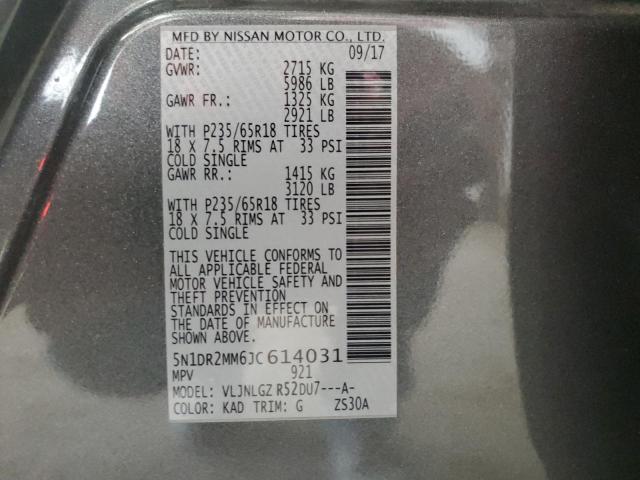 MFD BY NISSAN MOTOR CO., LTD.
DATE: 09/17
GVWR: 2715 KG
5986 LB
GAWR FR.: 1325 KG
2921 LB
WITH P235/65R18 TIRES
18 X 7.5 RIMS AT 33 PSI
COLD SINGLE
GAWR RR.: 1415 KG
3120 LB
WITH P235/65R18 TIRES
18 X 7.5 RIMS AT 33 PSI
COLD SINGLE
THIS VEHICLE CONFORMS TO
ALL APPLICABLE FEDERAL
MOTOR VEHICLE SAFETY AND
THEFT PREVENTION
STANDARDS IN EFFECT ON
THE DATE OF MANUFACTURE
SHOWN ABOVE.
5N1DR2MM6JC614031
MPV 921
MODEL: VLJNLGZ R52DU7---A-
COLOR: KAD TRIM: G ZS30A